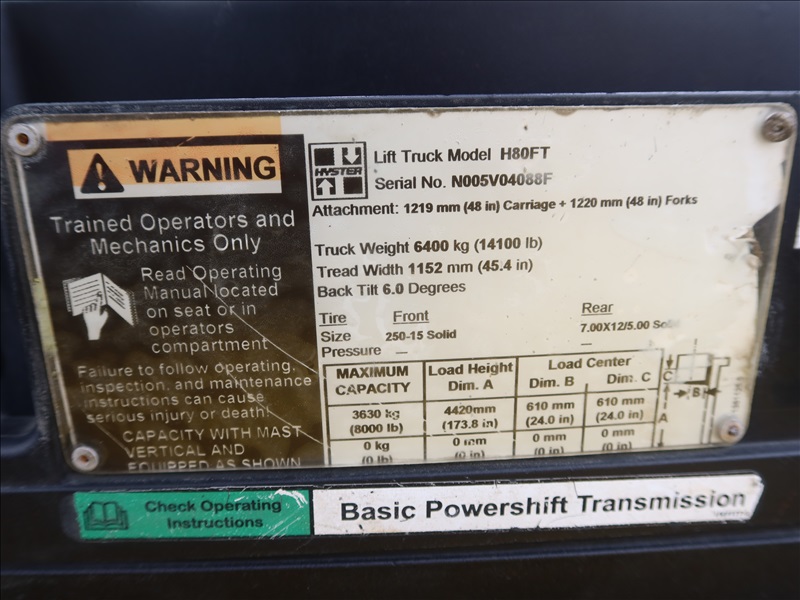 WARNING
Trained Operators and
Mechanics Only
Read Operating
Manual located
on seat or in
operators
compartment
Failure to follow operating,
inspection, and maintenance
instructions can cause
serious injury or death!
CAPACITY WITH MAST
VERTICAL AND
EQUIPPED AS SHOWN
HYSTER
Lift Truck Model H80FT
Serial No. N005V04088F
Attachment: 1219 mm (48 in) Carriage + 1220 mm (48 in) Forks
Truck Weight 6400 kg (14100 lb)
Tread Width 1152 mm (45.4 in)
Back Tilt 6.0 Degrees
Tire Front Rear
Size 250-15 Solid 7.00X12/5.00 Solid
Pressure — —
MAXIMUM CAPACITY Load Height Dim. A Load Center Dim. B Dim. C
3630 kg (8000 lb) 4420mm (173.8 in) 610 mm (24.0 in) 610 mm (24.0 in)
0 kg (0 lb) 0 mm (0 in) 0 mm (0 in) 0 mm (0 in)
C
B
A
Check Operating
Instructions
Basic Powershift Transmission